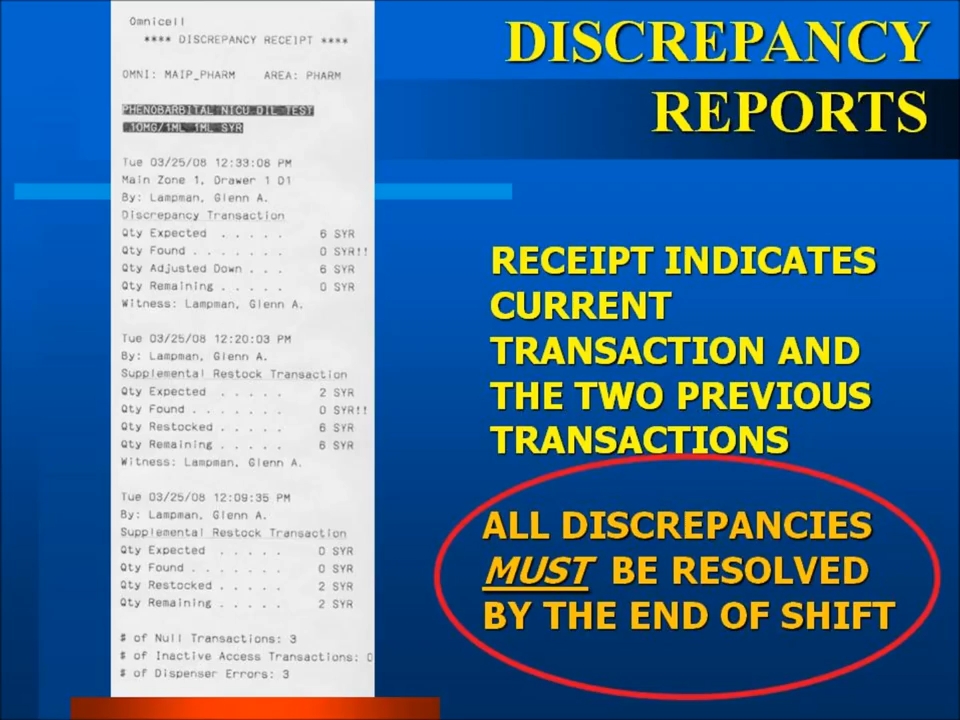 Omnicell
**** DISCREPANCY RECEIPT ****
OMNI: MAIP_PHARM AREA: PHARM
PHENOBARBITAL NICU DIL TEST
.10MG/1ML 1ML SYR
Tue 03/25/08 12:33:08 PM
Main Zone 1, Drawer 1 D1
By: Lampman, Glenn A.
Discrepancy Transaction
Qty Expected . . . . . 6 SYR
Qty Found . . . . . . . 0 SYR!!
Qty Adjusted Down . . . 6 SYR
Qty Remaining . . . . . 0 SYR
Witness: Lampman, Glenn A.
Tue 03/25/08 12:20:03 PM
By: Lampman, Glenn A.
Supplemental Restock Transaction
Qty Expected . . . . . 2 SYR
Qty Found . . . . . . . 0 SYR!!
Qty Restocked . . . . . 6 SYR
Qty Remaining . . . . . 6 SYR
Witness: Lampman, Glenn A.
Tue 03/25/08 12:09:35 PM
By: Lampman, Glenn A.
Supplemental Restock Transaction
Qty Expected . . . . . 0 SYR
Qty Found . . . . . . . 0 SYR
Qty Restocked . . . . . 2 SYR
Qty Remaining . . . . . 2 SYR
# of Null Transactions: 3
# of Inactive Access Transactions: 0
# of Dispenser Errors: 3
DISCREPANCY
REPORTS
RECEIPT INDICATES
CURRENT
TRANSACTION AND
THE TWO PREVIOUS
TRANSACTIONS
ALL DISCREPANCIES
MUST BE RESOLVED
BY THE END OF SHIFT